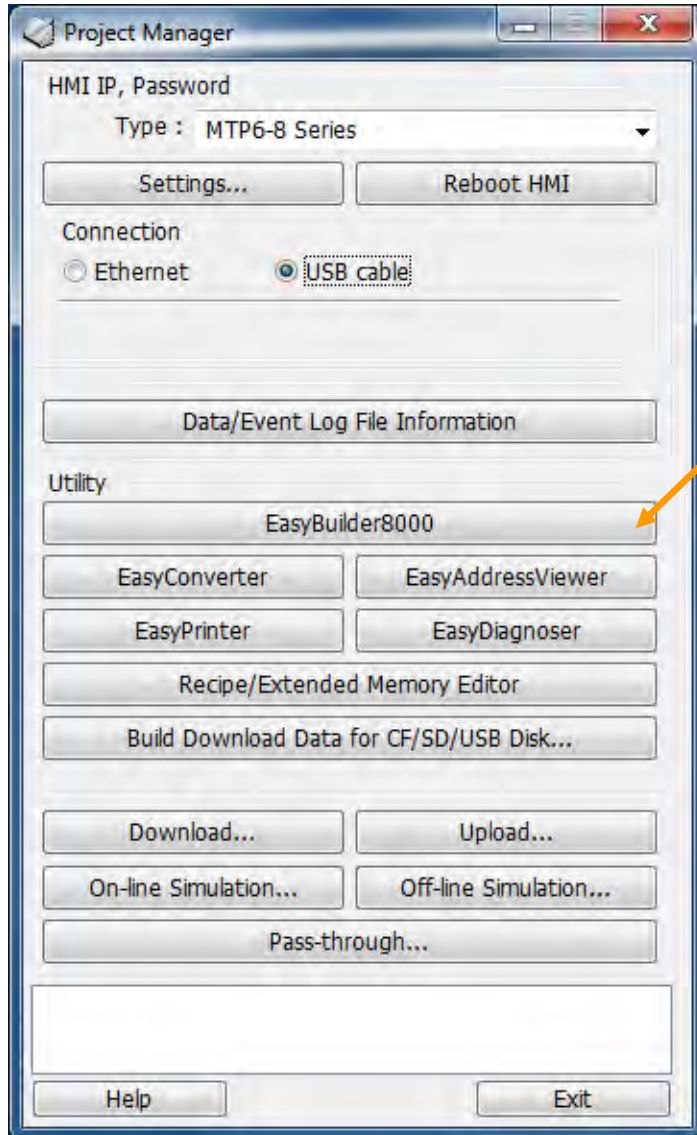 Project Manager
HMI IP, Password
Type : MTP6-8 Series
Settings... Reboot HMI
Connection
Ethernet USB cable
Data/Event Log File Information
Utility
EasyBuilder8000
EasyConverter EasyAddressViewer
EasyPrinter EasyDiagnoser
Recipe/Extended Memory Editor
Build Download Data for CF/SD/USB Disk...
Download... Upload...
On-line Simulation... Off-line Simulation...
Pass-through...
Help Exit